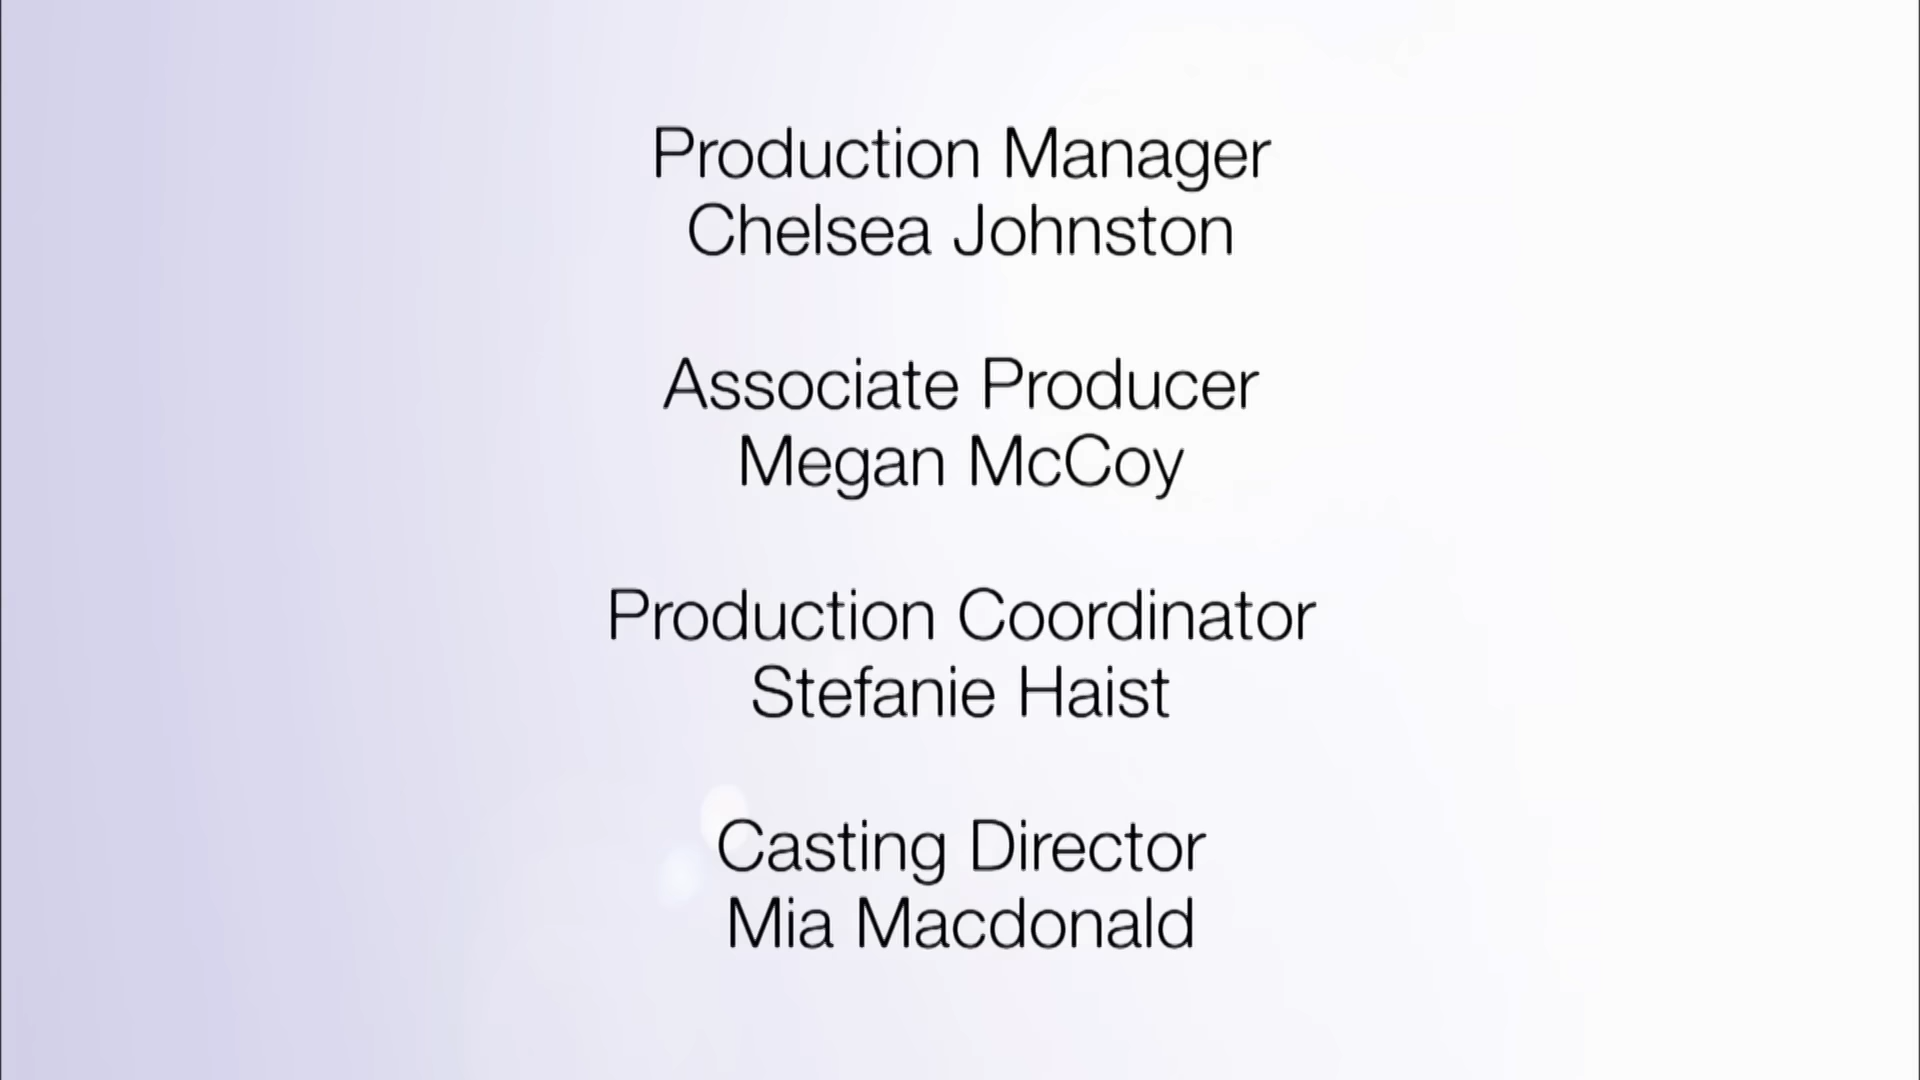 Production Manager
Chelsea Johnston
Associate Producer
Megan McCoy
Production Coordinator
Stefanie Haist
Casting Director
Mia Macdonald